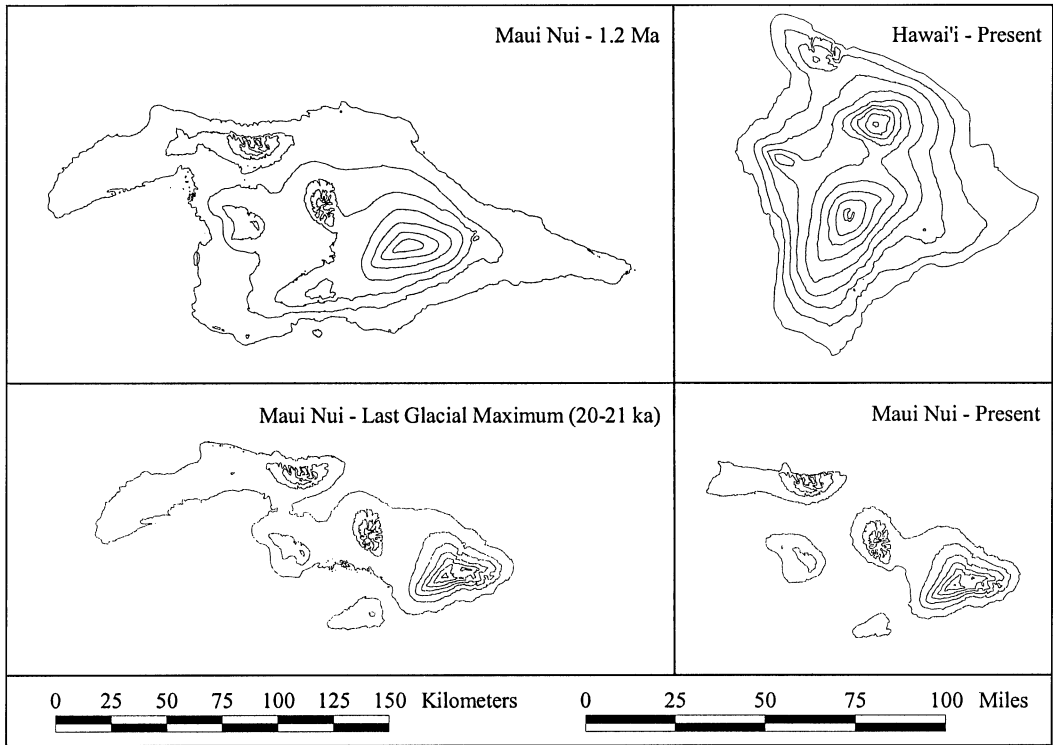 Maui Nui - 1.2 Ma
Hawai'i - Present
Maui Nui - Last Glacial Maximum (20-21 ka)
Maui Nui - Present
0 25 50 75 100 125 150 Kilometers
0 25 50 75 100 Miles